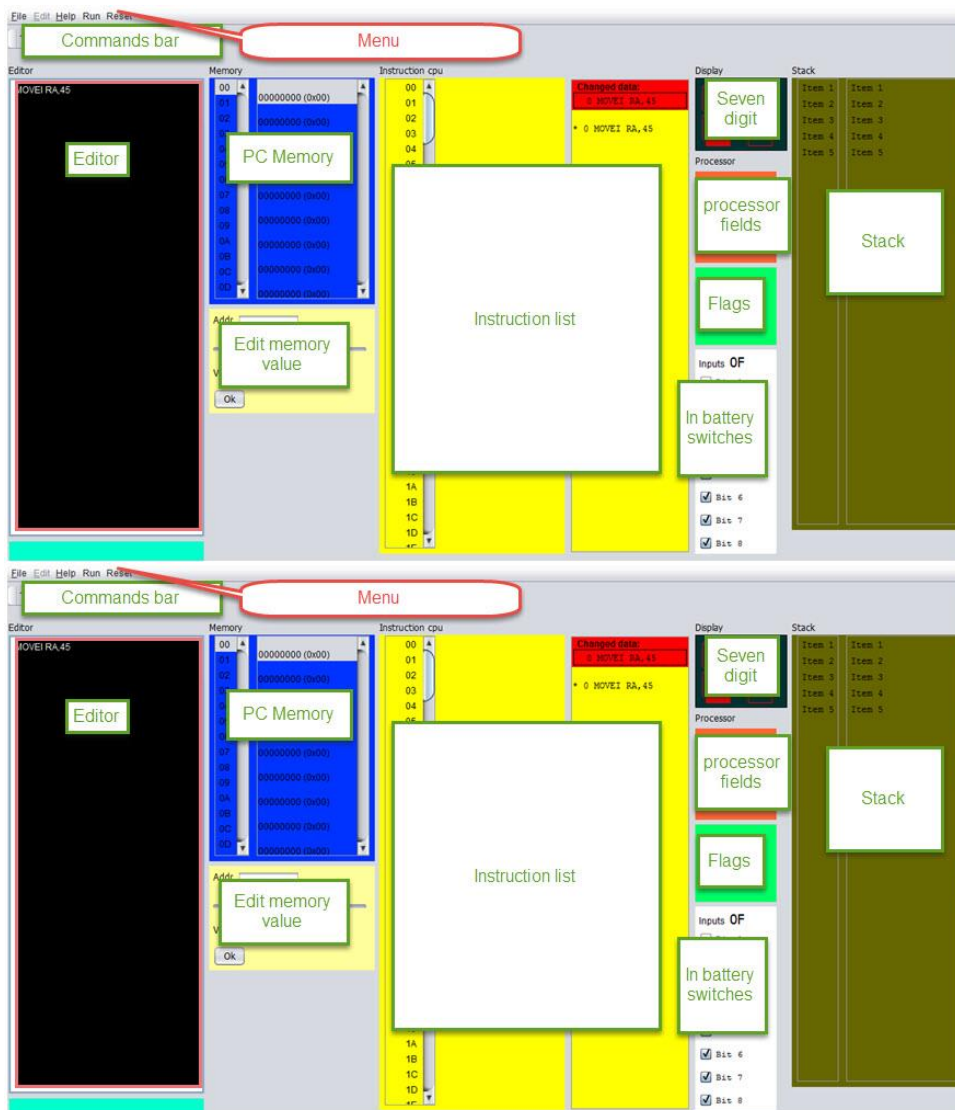 File Edit Help Run Reset
Commands bar
Menu
Editor
MOVEI RA,45
Editor
Memory
00
01
02
07
08
09
0A
0B
0C
0D
00000000 (0x00)
00000000 (0x00)
PC Memory
00000000 (0x00)
00000000 (0x00)
00000000 (0x00)
00000000 (0x00)
00000000 (0x00)
Addr
Edit memory
value
Ok
Instruction cpu
00
01
02
03
04
Instruction list
1A
1B
1C
1D
Changed data:
0 MOVEI RA,45
* 0 MOVEI RA,45
Display
Seven
digit
Processor
processor
fields
Flags
Inputs 0F
In battery
switches
Bit 6
Bit 7
Bit 8
Stack
Item 1 Item 1
Item 2 Item 2
Item 3 Item 3
Item 4 Item 4
Item 5 Item 5
Stack
File Edit Help Run Reset
Commands bar
Menu
Editor
MOVEI RA,45
Editor
Memory
00
01
02
07
08
09
0A
0B
0C
0D
00000000 (0x00)
00000000 (0x00)
PC Memory
00000000 (0x00)
00000000 (0x00)
00000000 (0x00)
00000000 (0x00)
00000000 (0x00)
Addr
Edit memory
value
Ok
Instruction cpu
00
01
02
03
04
Instruction list
1A
1B
1C
1D
Changed data:
0 MOVEI RA,45
* 0 MOVEI RA,45
Display
Seven
digit
Processor
processor
fields
Flags
Inputs 0F
In battery
switches
Bit 6
Bit 7
Bit 8
Stack
Item 1 Item 1
Item 2 Item 2
Item 3 Item 3
Item 4 Item 4
Item 5 Item 5
Stack